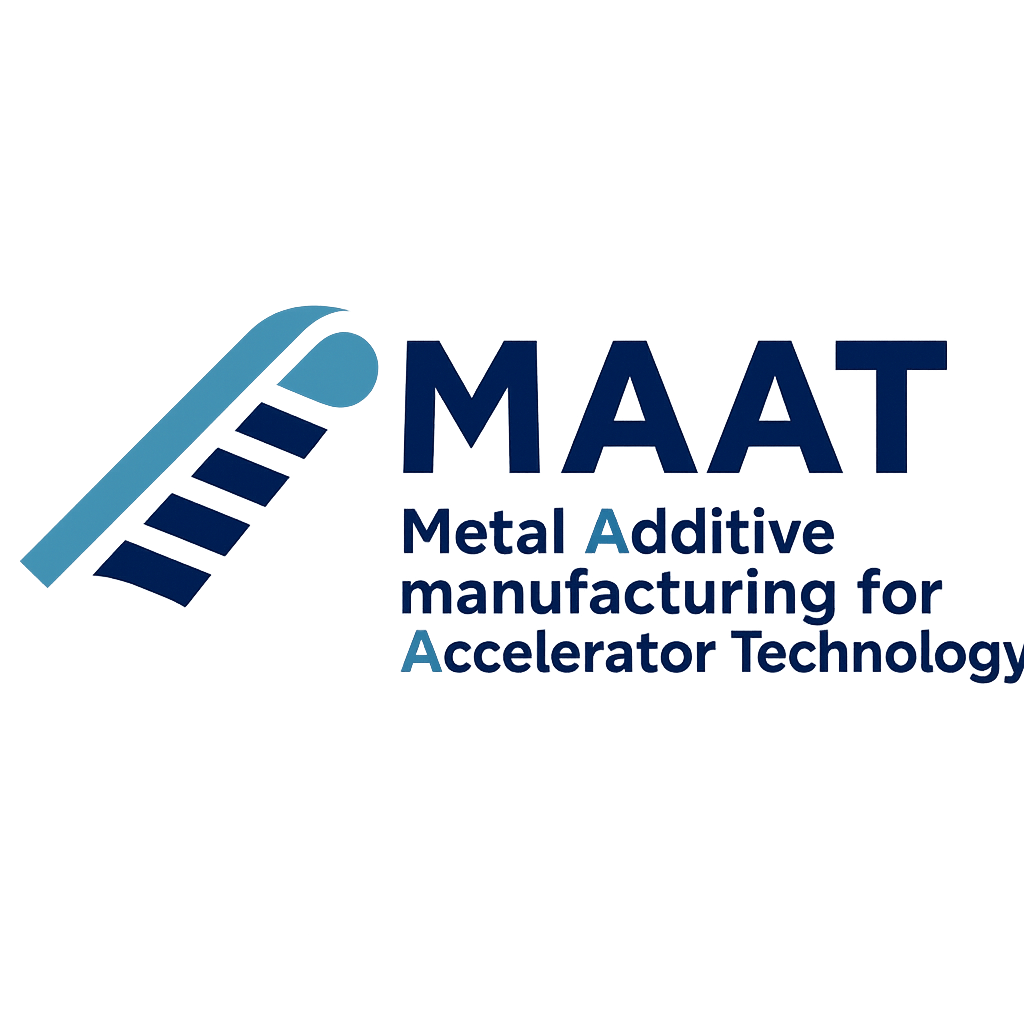 MAAT
Metal Additive
manufacturing for
Accelerator Technology